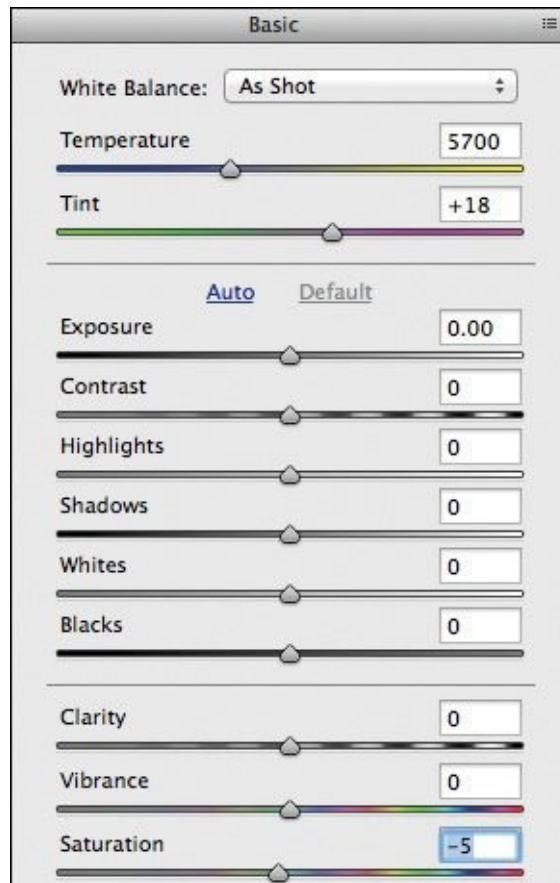 Basic
White Balance: As Shot
Temperature 5700
Tint +18
Auto Default
Exposure 0.00
Contrast 0
Highlights 0
Shadows 0
Whites 0
Blacks 0
Clarity 0
Vibrance 0
Saturation -5